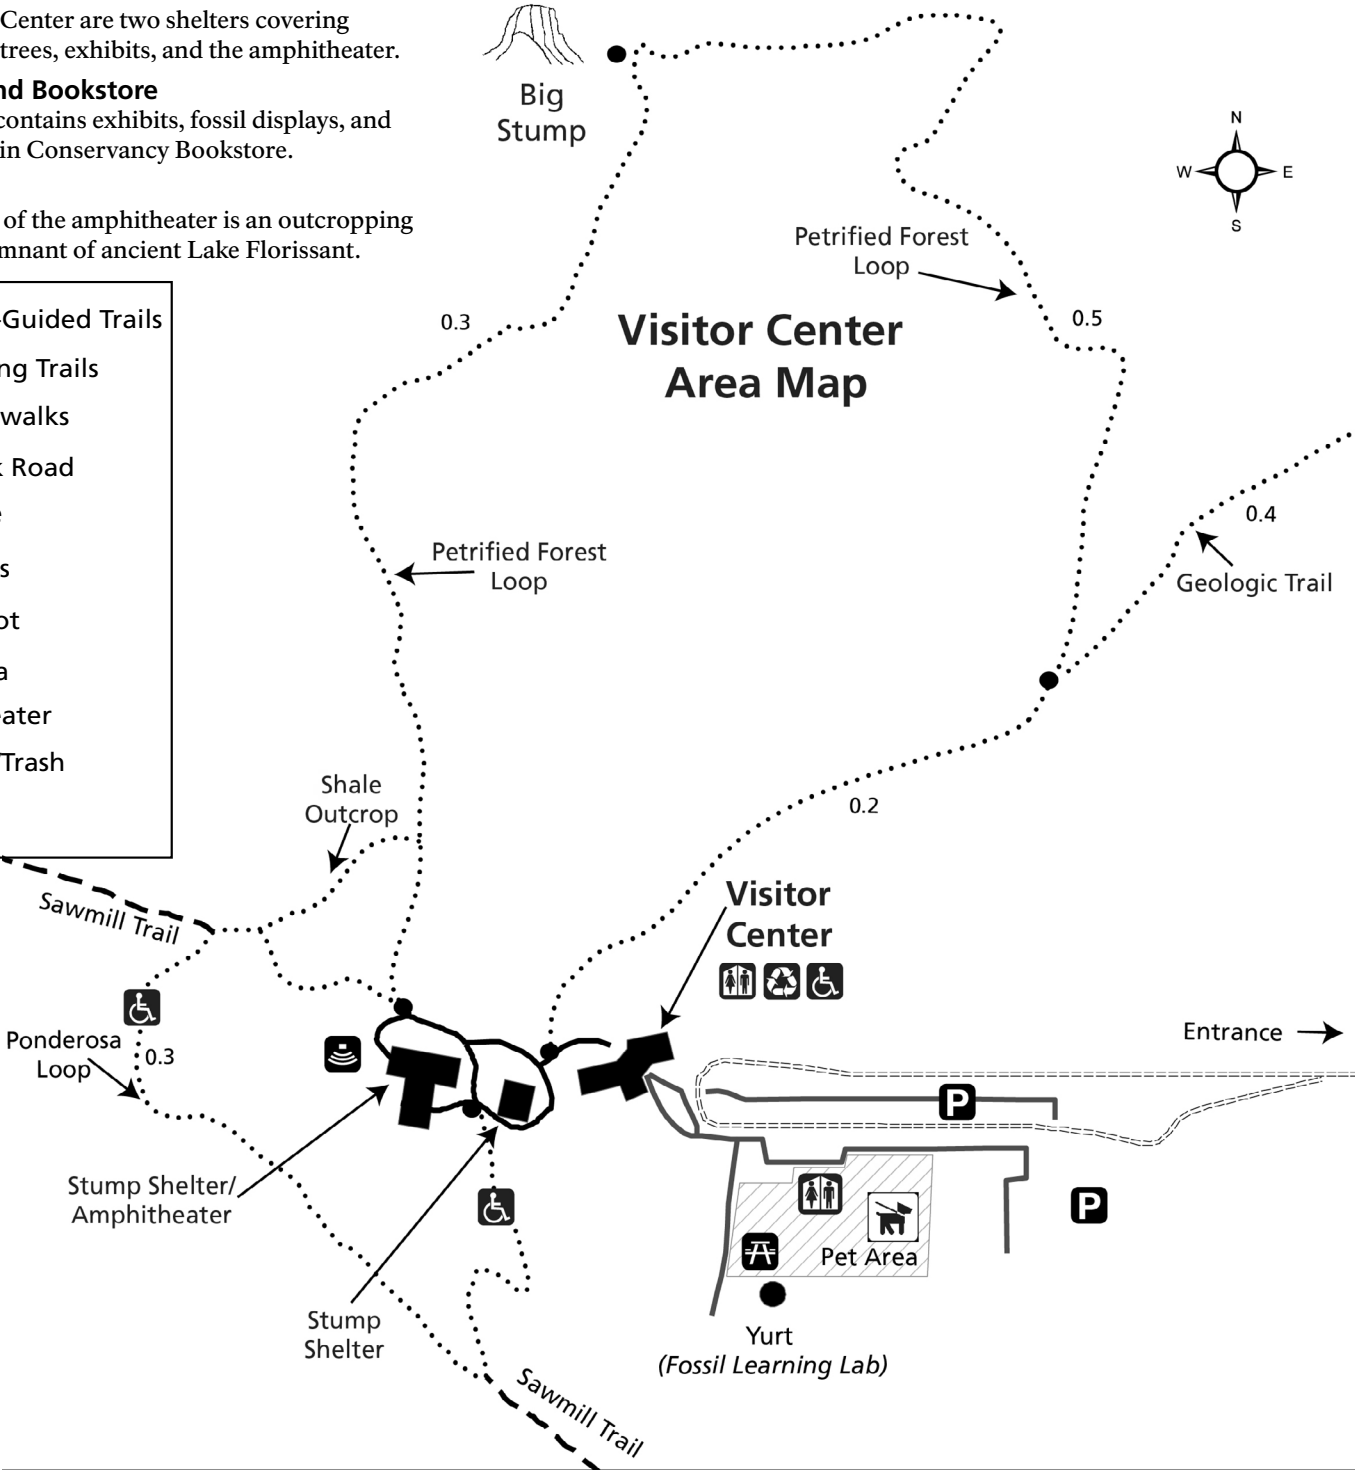 Center are two shelters covering
trees, exhibits, and the amphitheater.
nd Bookstore
contains exhibits, fossil displays, and
in Conservancy Bookstore.
of the amphitheater is an outcropping
mnant of ancient Lake Florissant.
-Guided Trails
ng Trails
walks
k Road
e
s
ot
a
eater
/Trash
Big
Stump
N
W
E
S
Petrified Forest
Loop
0.5
0.3
Visitor Center
Area Map
0.4
Geologic Trail
Petrified Forest
Loop
Shale
Outcrop
0.2
Sawmill Trail
Visitor
Center
Ponderosa
Loop
0.3
Entrance
P
Stump Shelter/
Amphitheater
P
Pet Area
Stump
Shelter
Yurt
(Fossil Learning Lab)
Sawmill Trail